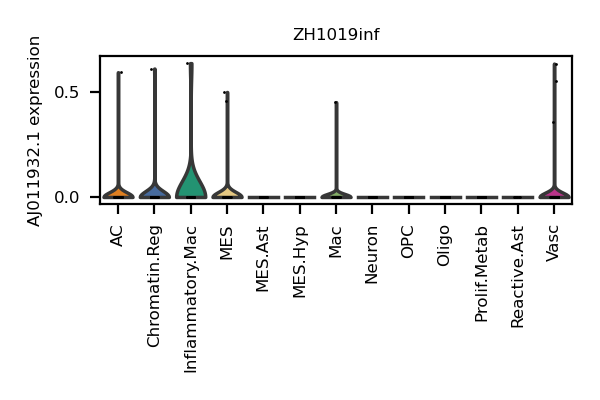 ZH1019inf
AJ011932.1 expression
0.5
0.0
AC
Chromatin.Reg
Inflammatory.Mac
MES
MES.Ast
MES.Hyp
Mac
Neuron
OPC
Oligo
Prolif.Metab
Reactive.Ast
Vasc